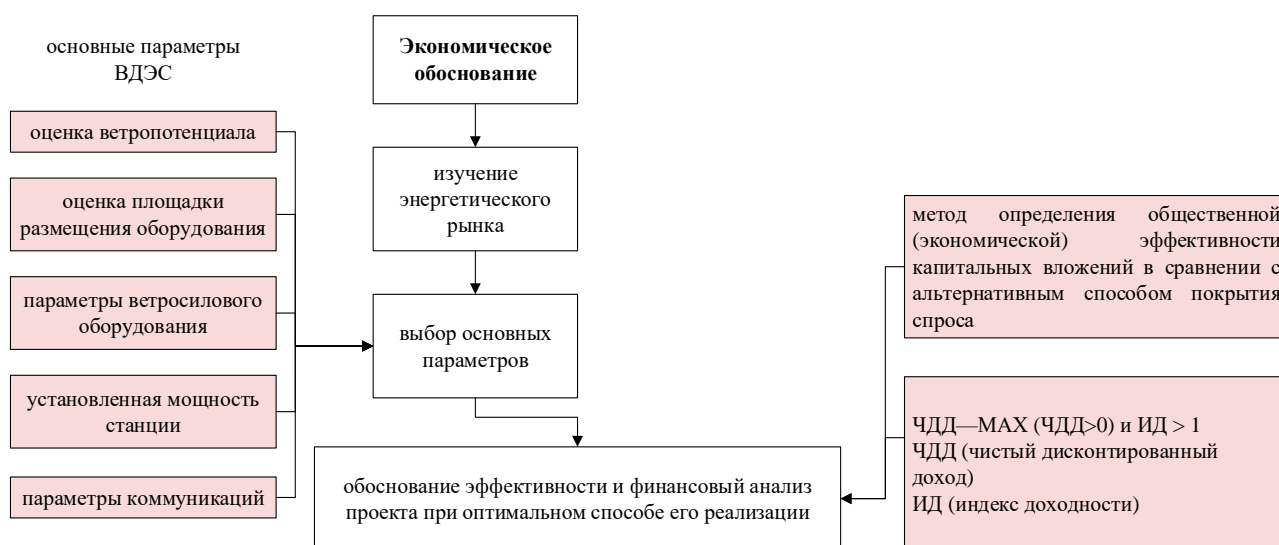 основные параметры
ВДЭС
оценка ветропотенциала
оценка площадки
размещения оборудования
параметры ветросилового
оборудования
установленная мощность
станции
параметры коммуникаций
Экономическое
обоснование
изучение
энергетического
рынка
выбор основных
параметров
обоснование эффективности и финансовый анализ
проекта при оптимальном способе его реализации
метод определения общественной
(экономической) эффективности
капитальных вложений в сравнении с
альтернативным способом покрытия
спроса
ЧДД—MAX (ЧДД>0) и ИД > 1
ЧДД (чистый дисконтированный
доход)
ИД (индекс доходности)